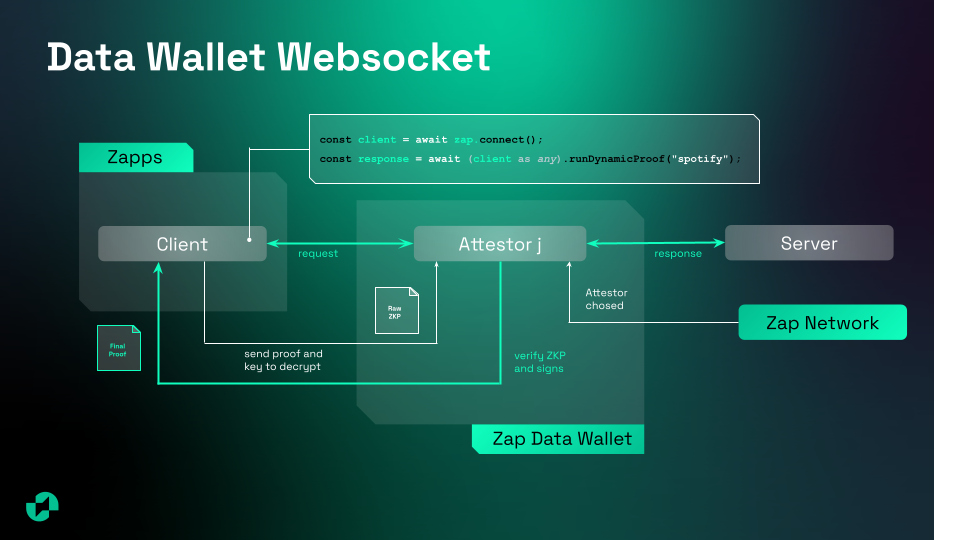 Data Wallet Websocket
const client = await zap.connect();
const response = await (client as any).runDynamicProof("spotify");
Zapps
Client
request
Attestor j
response
Server
Raw
ZKP
Attestor
chosed
Zap Network
Final
Proof
send proof and
key to decrypt
verify ZKP
and signs
Zap Data Wallet